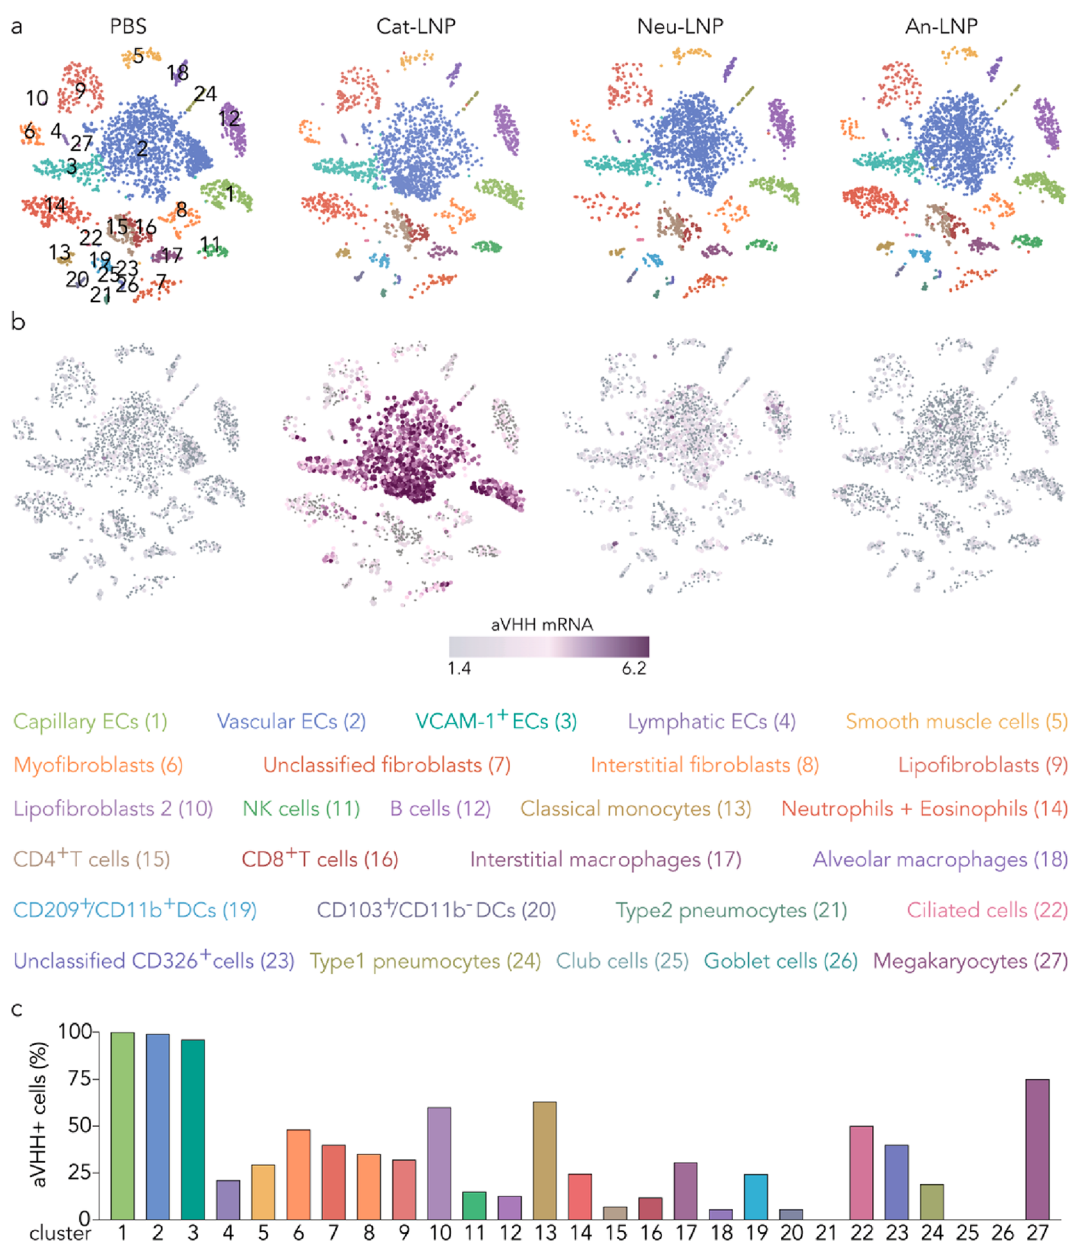 a PBS Cat-LNP Neu-LNP An-LNP
5
18
9
24
10
12
6 4
27
2
3
1
14
8
15 16
22
11
13
17
19
23
25
20
7
26
21
b
aVHH mRNA
1.4 6.2
Capillary ECs (1) Vascular ECs (2) VCAM-1+ECs (3) Lymphatic ECs (4) Smooth muscle cells (5)
Myofibroblasts (6) Unclassified fibroblasts (7) Interstitial fibroblasts (8) Lipofibroblasts (9)
Lipofibroblasts 2 (10) NK cells (11) B cells (12) Classical monocytes (13) Neutrophils + Eosinophils (14)
CD4+T cells (15) CD8+T cells (16) Interstitial macrophages (17) Alveolar macrophages (18)
CD209+/CD11b+DCs (19) CD103+/CD11b-DCs (20) Type2 pneumocytes (21) Ciliated cells (22)
Unclassified CD326+cells (23) Type1 pneumocytes (24) Club cells (25) Goblet cells (26) Megakaryocytes (27)
c
aVHH+ cells (%)
100
75
50
25
0
cluster 1 2 3 4 5 6 7 8 9 10 11 12 13 14 15 16 17 18 19 20 21 22 23 24 25 26 27